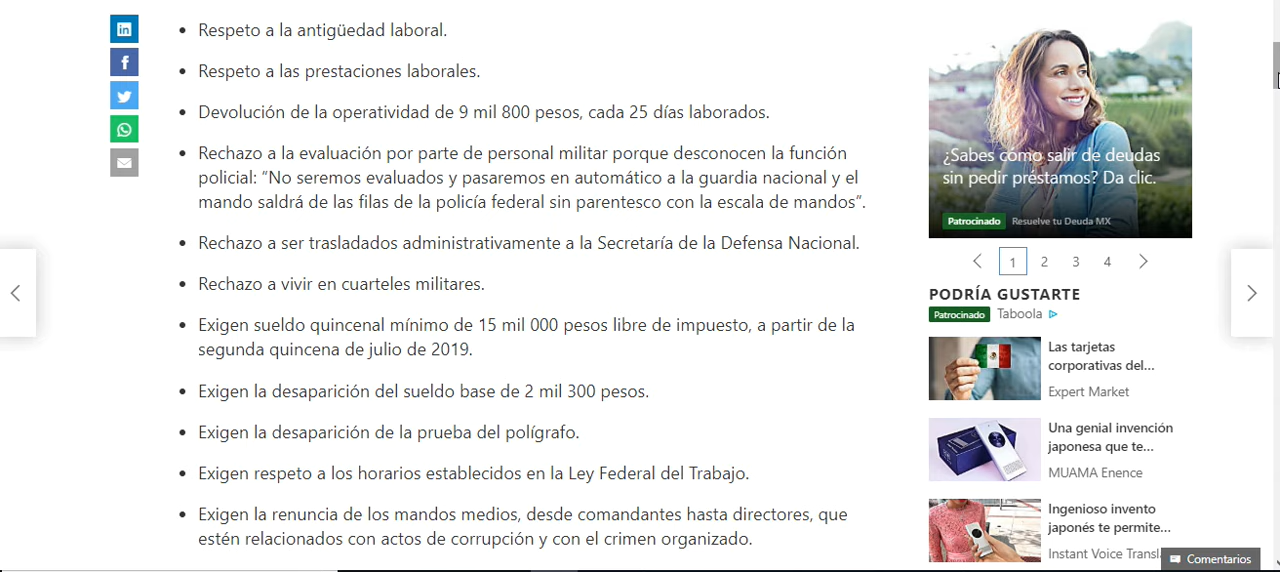 Respeto a la antigüedad laboral.
Respeto a las prestaciones laborales.
Devolución de la operatividad de 9 mil 800 pesos, cada 25 días laborados.
Rechazo a la evaluación por parte de personal militar porque desconocen la función
policial: “No seremos evaluados y pasaremos en automático a la guardia nacional y el
mando saldrá de las filas de la policía federal sin parentesco con la escala de mandos”.
Rechazo a ser trasladados administrativamente a la Secretaría de la Defensa Nacional.
Rechazo a vivir en cuarteles militares.
Exigen sueldo quincenal mínimo de 15 mil 000 pesos libre de impuesto, a partir de la
segunda quincena de julio de 2019.
Exigen la desaparición del sueldo base de 2 mil 300 pesos.
Exigen la desaparición de la prueba del polígrafo.
Exigen respeto a los horarios establecidos en la Ley Federal del Trabajo.
Exigen la renuncia de los mandos medios, desde comandantes hasta directores, que
estén relacionados con actos de corrupción y con el crimen organizado.
¿Sabes cómo salir de deudas
sin pedir préstamos? Da clic.
Patrocinado Resuelve tu Deuda MX
1 2 3 4
PODRÍA GUSTARTE
Patrocinado Taboola
Las tarjetas
corporativas del...
Expert Market
Una genial invención
japonesa que te...
MUAMA Enence
Ingenioso invento
japonés te permite...
Instant Voice Transl
Comentarios